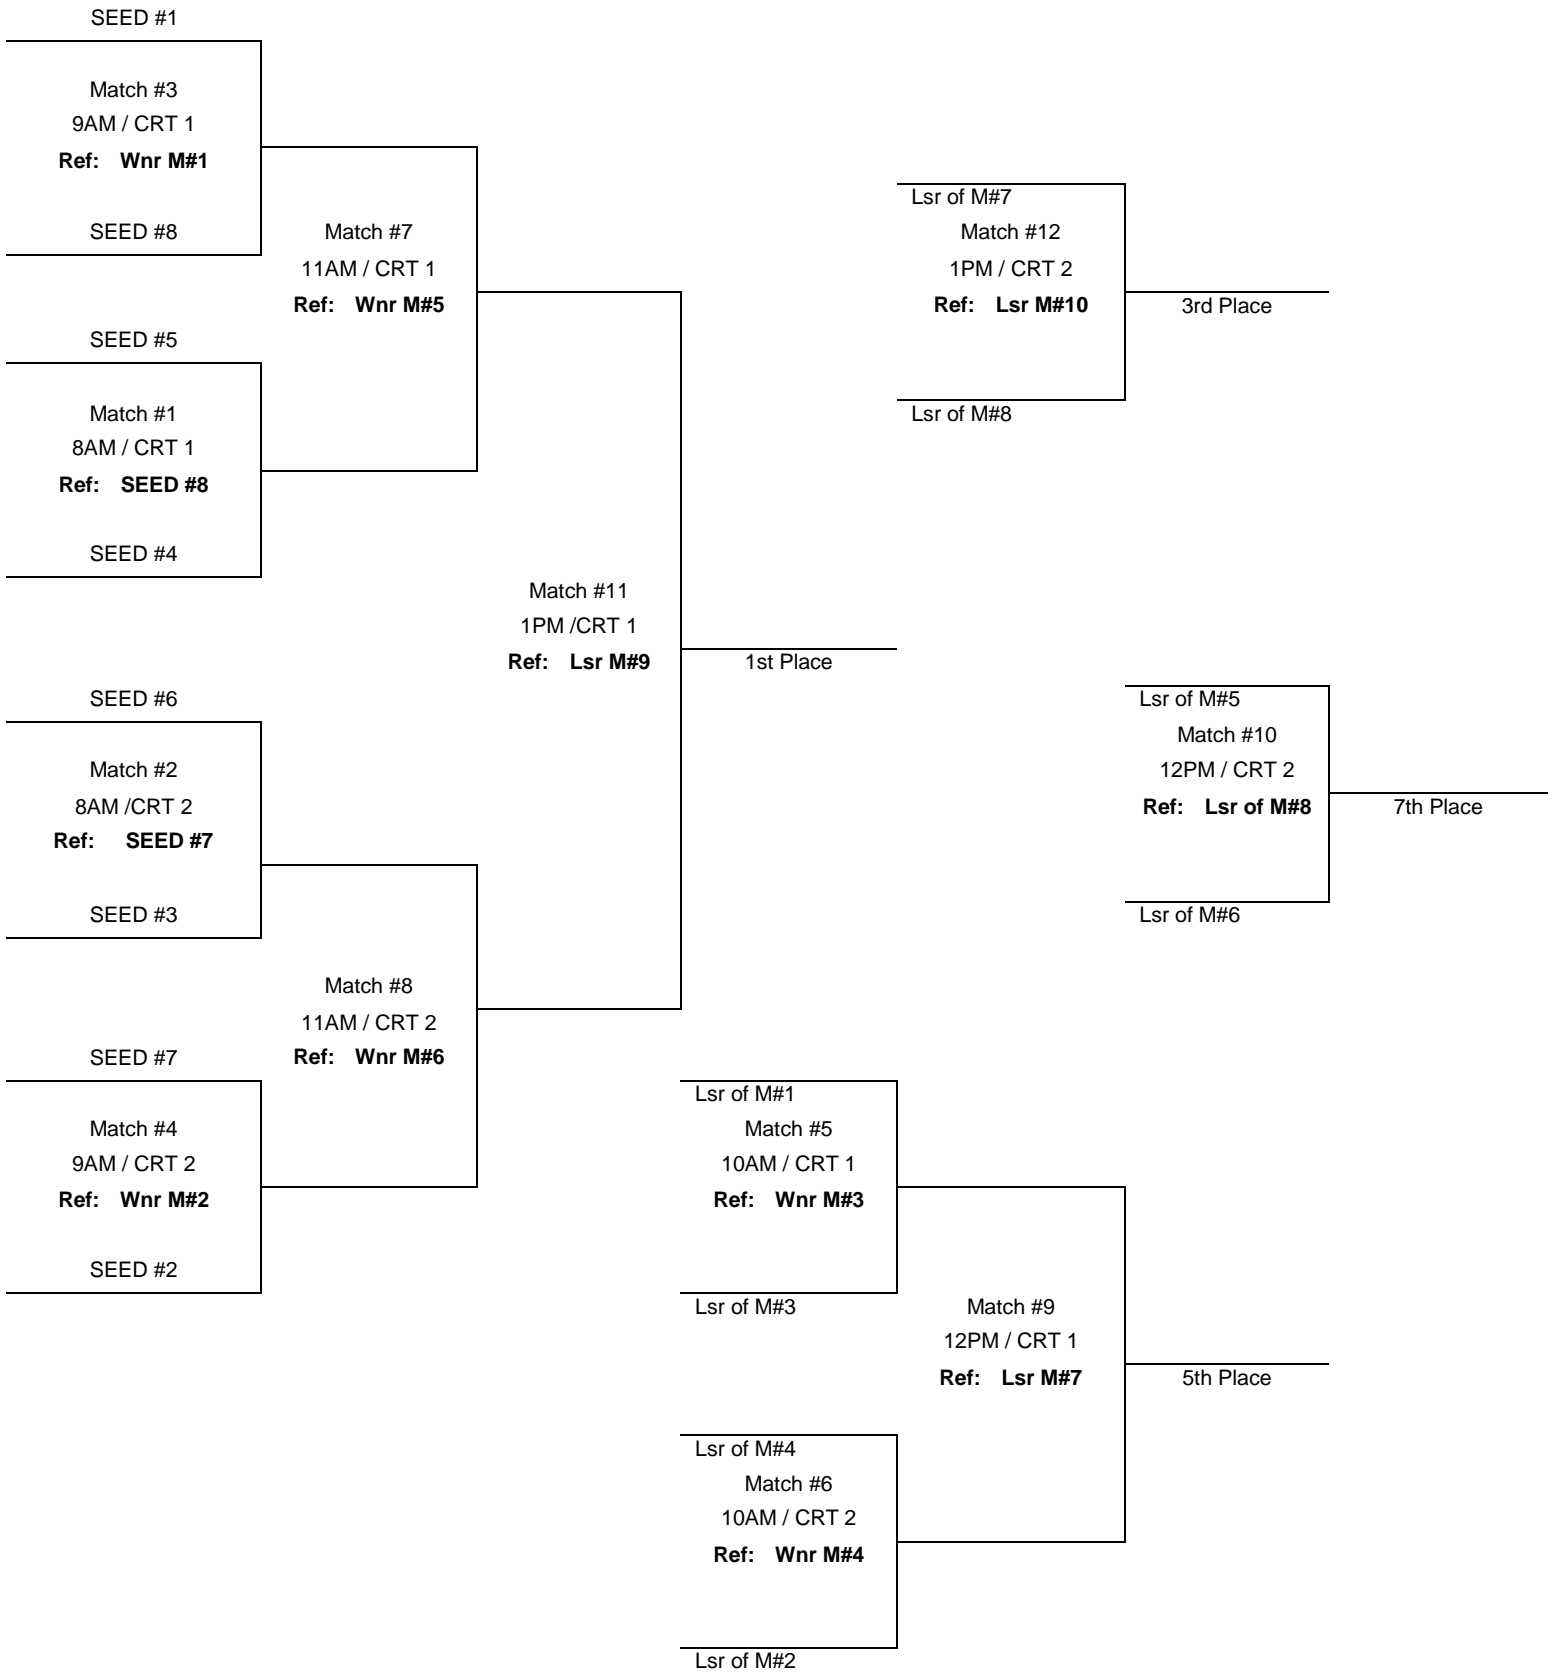 SEED #1
Match #3
9AM / CRT 1
Ref: Wnr M#1
SEED #8
Match #7
11AM / CRT 1
Ref: Wnr M#5
SEED #5
Match #1
8AM / CRT 1
Ref: SEED #8
SEED #4
Match #11
1PM /CRT 1
Ref: Lsr M#9
1st Place
SEED #6
Match #2
8AM /CRT 2
Ref: SEED #7
SEED #3
Match #8
11AM / CRT 2
Ref: Wnr M#6
SEED #7
Match #4
9AM / CRT 2
Ref: Wnr M#2
SEED #2
Lsr of M#7
Match #12
1PM / CRT 2
Ref: Lsr M#10
3rd Place
Lsr of M#8
Lsr of M#5
Match #10
12PM / CRT 2
Ref: Lsr of M#8
7th Place
Lsr of M#6
Lsr of M#1
Match #5
10AM / CRT 1
Ref: Wnr M#3
Lsr of M#3
Match #9
12PM / CRT 1
Ref: Lsr M#7
5th Place
Lsr of M#4
Match #6
10AM / CRT 2
Ref: Wnr M#4
Lsr of M#2